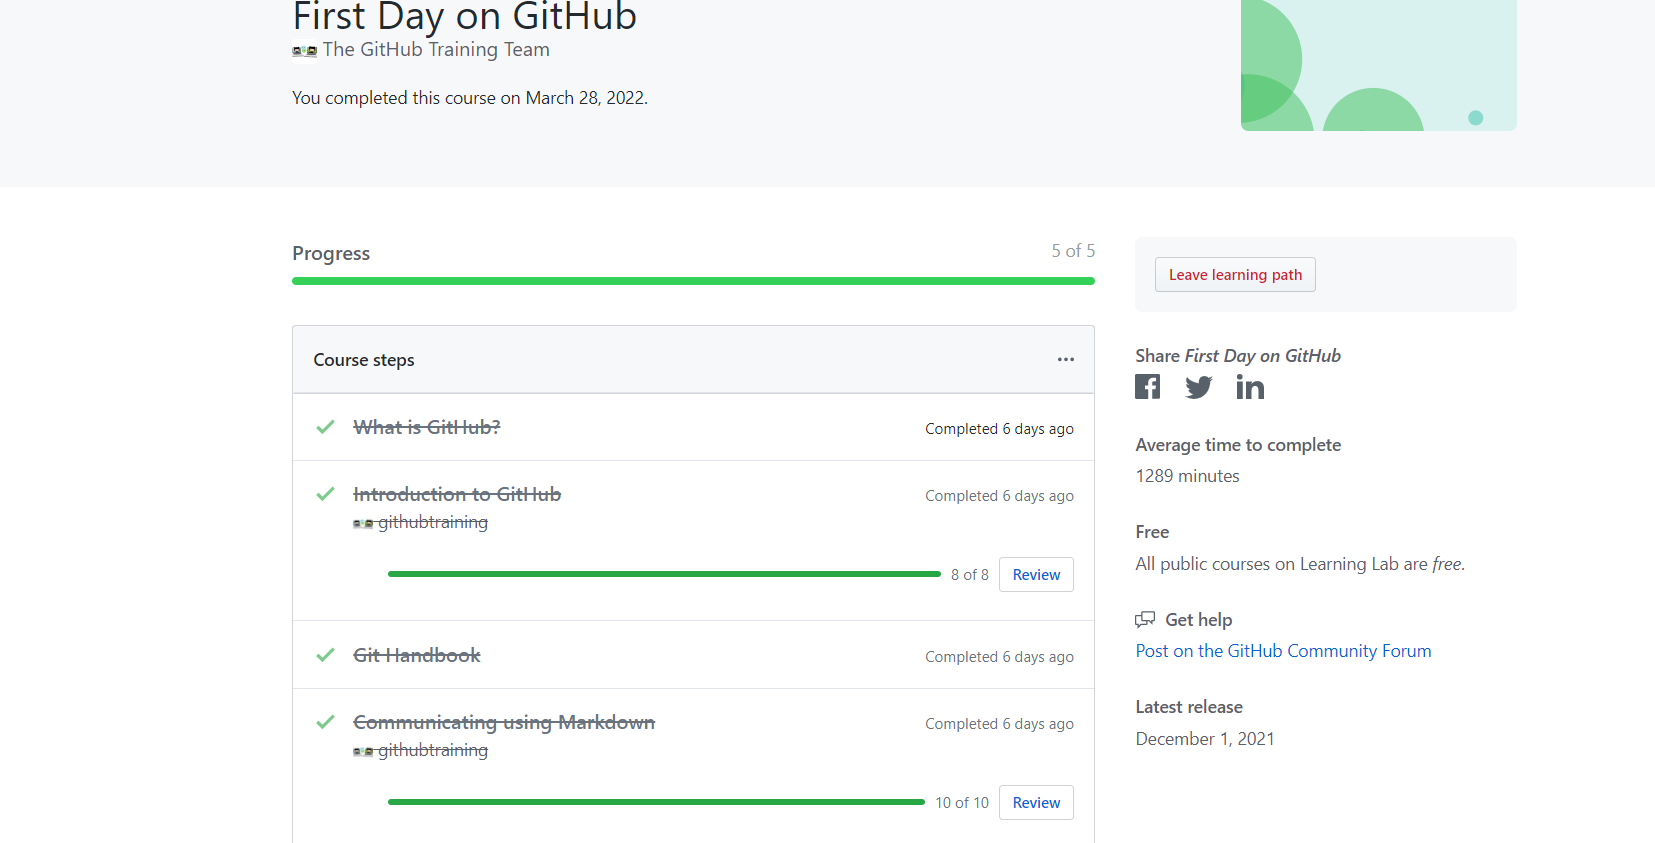 First Day on GitHub
The GitHub Training Team
You completed this course on March 28, 2022.
Progress
5 of 5
Course steps
What is GitHub?
Completed 6 days ago
Introduction to GitHub
Completed 6 days ago
githubtraining
8 of 8
Review
Git Handbook
Completed 6 days ago
Communicating using Markdown
Completed 6 days ago
githubtraining
10 of 10
Review
Leave learning path
Share First Day on GitHub
Average time to complete
1289 minutes
Free
All public courses on Learning Lab are free.
Get help
Post on the GitHub Community Forum
Latest release
December 1, 2021